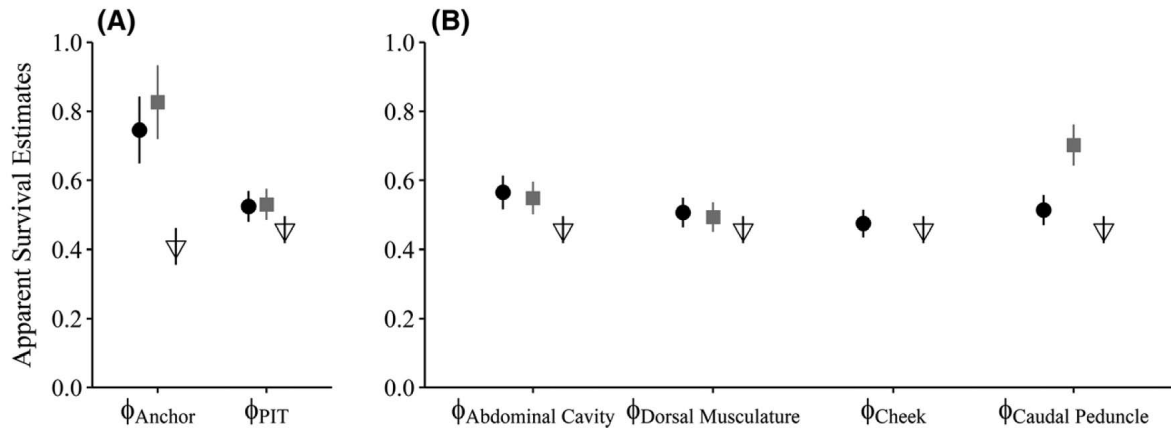 (A)
(B)
Apparent Survival Estimates
1.0
0.8
0.6
0.4
0.2
0.0
ϕAnchor
ϕPIT
1.0
0.8
0.6
0.4
0.2
0.0
ϕAbdominal Cavity
ϕDorsal Musculature
ϕCheek
ϕCaudal Peduncle